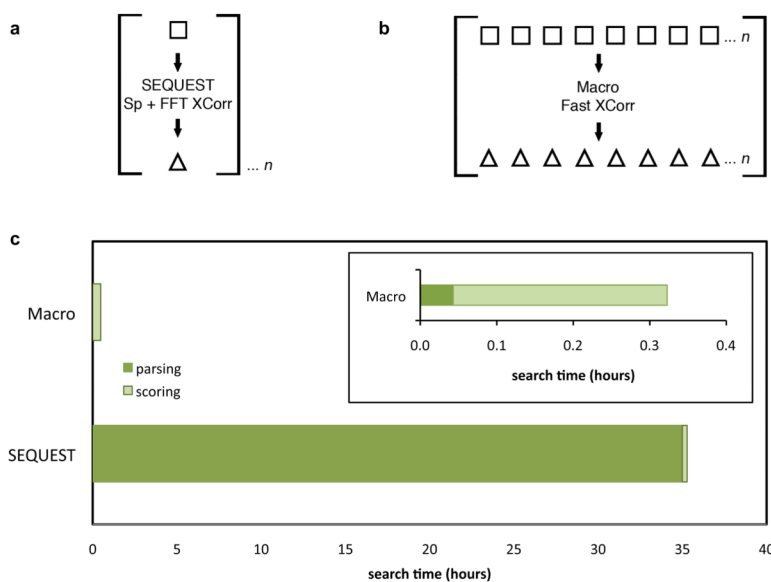 a
SEQUEST
Sp + FFT XCorr
... n
b
... n
Macro
Fast XCorr
... n
c
Macro
parsing
scoring
SEQUEST
0 5 10 15 20 25 30 35 40
search time (hours)
Macro
0.0 0.1 0.2 0.3 0.4
search time (hours)